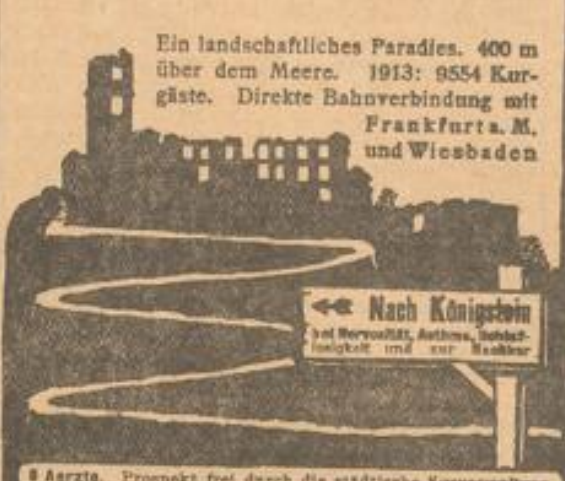 Ein landschaftliches Paradies. 400 m
über dem Meere. 1913: 9554 Kur-
gäste. Direkte Bahnverbindung mit
Frankfurt a. M.
und Wiesbaden
Nach Königstein
bei Nervosität, Asthma, Schlaf-
losigkeit und zur Nachkur
8 Aerzte. Prospekt frei durch die städtische